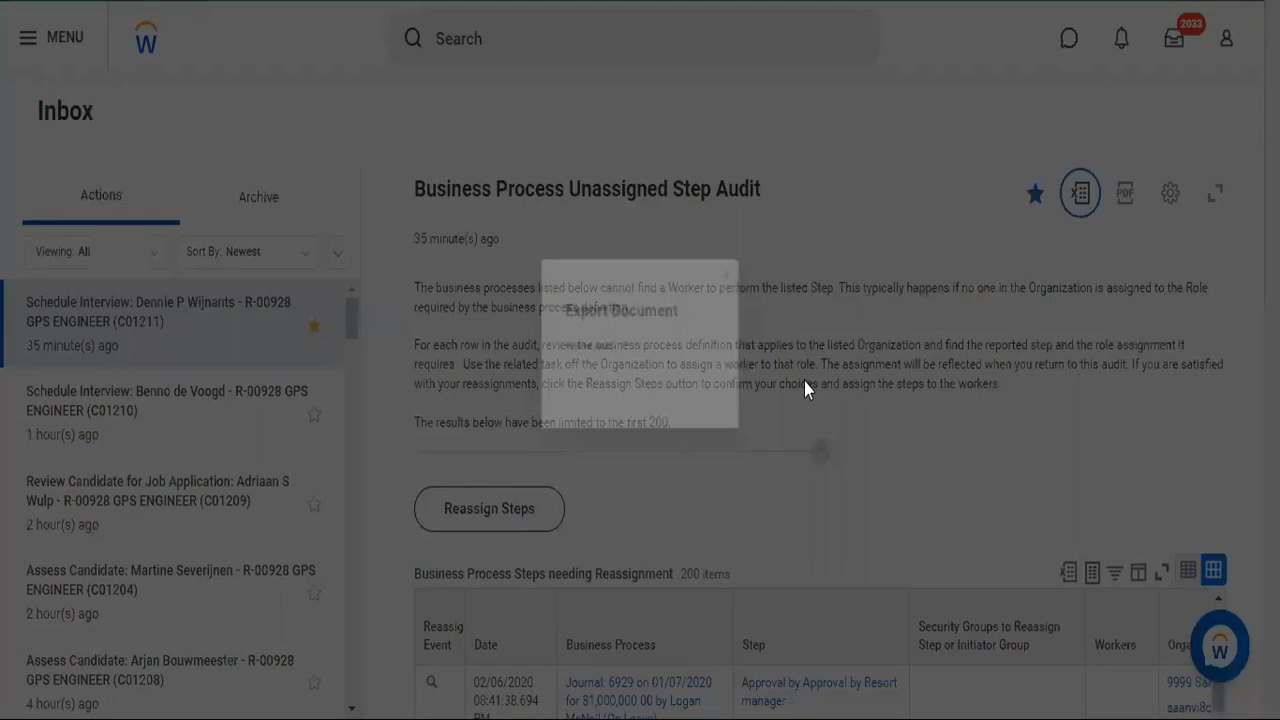 MENU
Search
2033
Inbox
Actions
Archive
Viewing: All
Sort By: Newest
Schedule Interview: Dennie P Wijnants - R-00928
GPS ENGINEER (C01211)
35 minute(s) ago
Schedule Interview: Benno de Voogd - R-00928 GPS
ENGINEER (C01210)
1 hour(s) ago
Review Candidate for Job Application: Adriaan S
Wulp - R-00928 GPS ENGINEER (C01209)
2 hour(s) ago
Assess Candidate: Martine Severijnen - R-00928 GPS
ENGINEER (C01204)
2 hour(s) ago
Assess Candidate: Arjan Bouwmeester - R-00928
GPS ENGINEER (C01208)
4 hour(s) ago
Business Process Unassigned Step Audit
PDF
35 minute(s) ago
The business processes listed below cannot find a Worker to perform the listed Step. This typically happens if no one in the Organization is assigned to the Role
required by the business process definition.
Export Document
For each row in the audit, review the business process definition that applies to the listed Organization and find the reported step and the role assignment it
requires. Use the related task off the Organization to assign a worker to that role. The assignment will be reflected when you return to this audit. If you are satisfied
with your reassignments, click the Reassign Steps button to confirm your choices and assign the steps to the workers.
The results below have been limited to the first 200.
Reassign Steps
Business Process Steps needing Reassignment 200 items
Reassig
Event
Date
Business Process
Step
Security Groups to Reassign
Step or Initiator Group
Workers
Orga
02/06/2020
08:41:38.694
PM
Journal: 6929 on 01/07/2020
for $1,000,000.00 by Logan
McNeil (On Leave)
Approval by Approval by Resort
manager
9999 Sa
saanvi8c